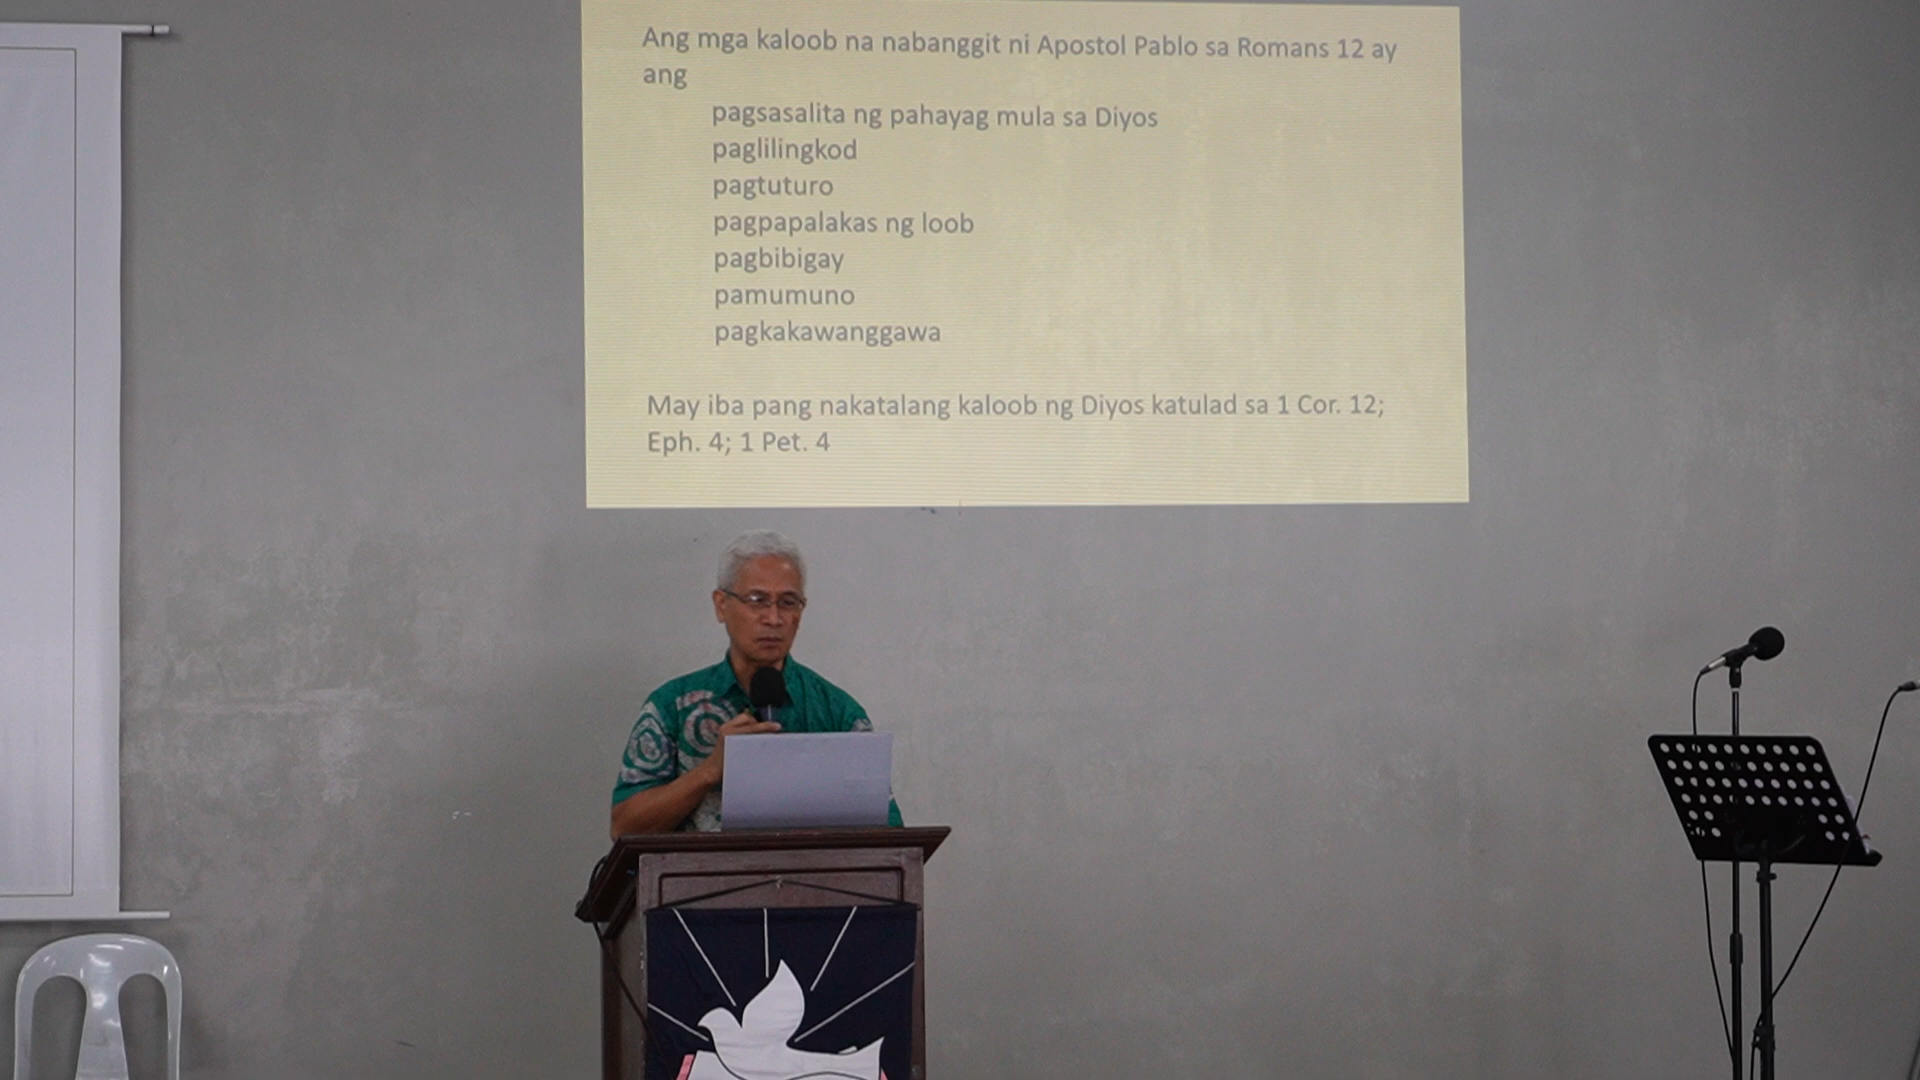 Ang mga kaloob na nabanggit ni Apostol Pablo sa Romans 12 ay
ang
pagsasalita ng pahayag mula sa Diyos
paglilingkod
pagtuturo
pagpapalakas ng loob
pagbibigay
pamumuno
pagkakawanggawa
May iba pang nakatalang kaloob ng Diyos katulad sa 1 Cor. 12;
Eph. 4; 1 Pet. 4